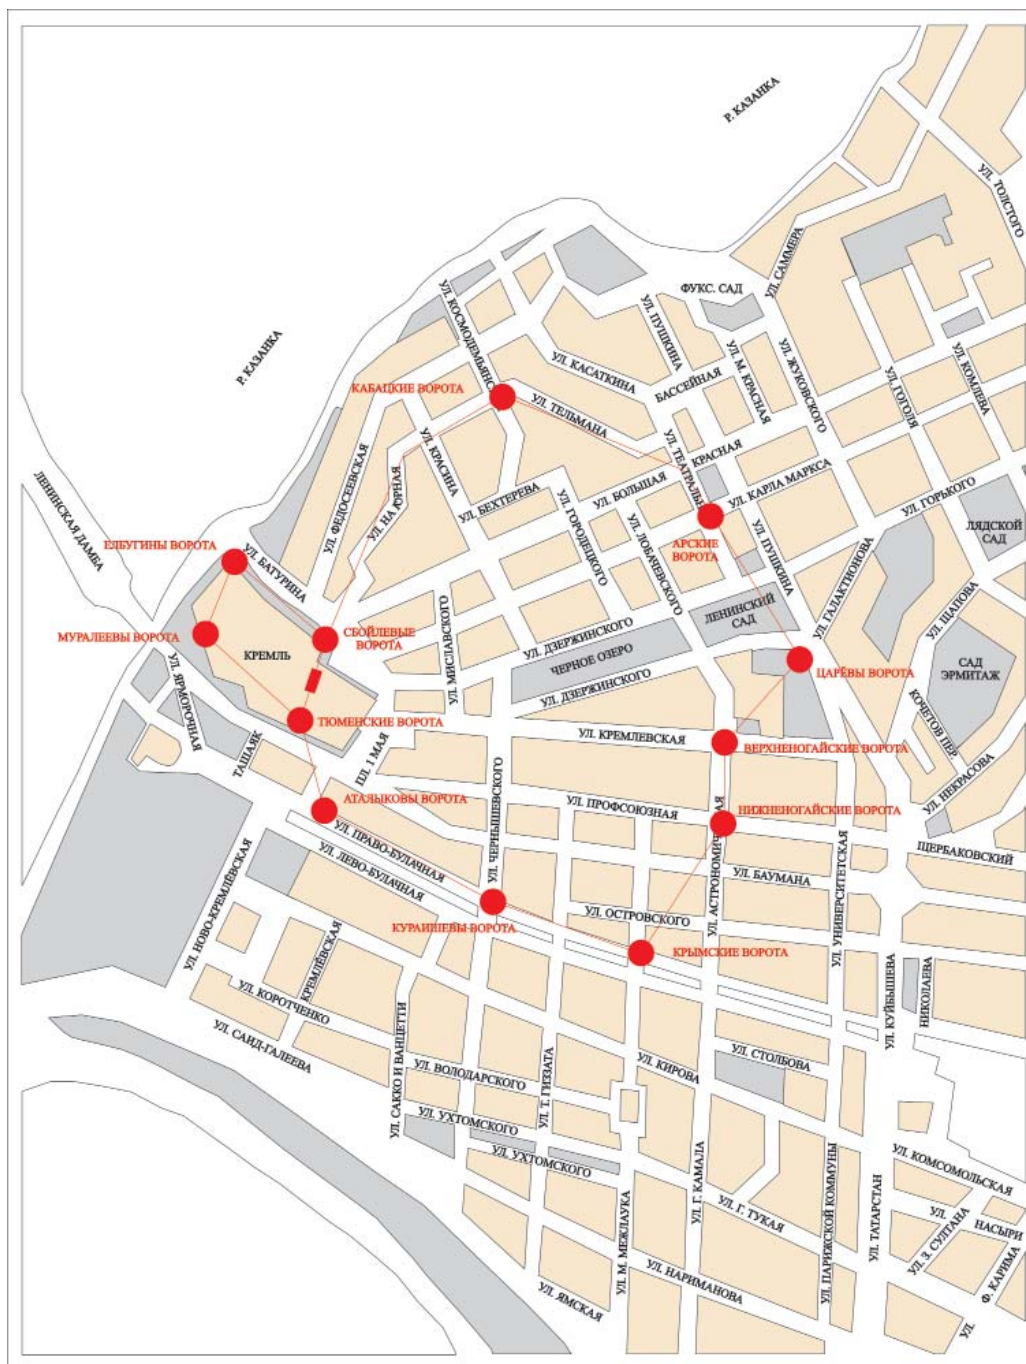 Р. КАЗАНКА
УЛ. ТОЛСТОГО
УЛ. САММЕРА
ФУКС. САД
УЛ. КОСМОДЕМЬЯНС
УЛ. ПУШКИНА
Р. КАЗАНКА
УЛ. КАСАТКИНА
БАССЕЙНАЯ
УЛ. М. КРАСНАЯ
УЛ. ЖУКОВСКОГО
УЛ. ГОГОЛЯ
УЛ. КОМЛЕВА
КАБАЦКИЕ ВОРОТА
УЛ. ТЕЛЬМАНА
УЛ. ТЕАТРАЛЬН
КРАСНАЯ
УЛ. БОЛЬШАЯ
УЛ. КАРЛА МАРКСА
УЛ. ГОРЬКОГО
ЛЯДСКОЙ
САД
УЛ. ФЕДОСЕЕВСКАЯ
УЛ. КРАСИНА
УЛ. НАГОРНАЯ
УЛ. БЕХТЕРЕВА
УЛ. ГОРОДЕЦКОГО
УЛ. ЛОБАЧЕВСКОГО
АРСКИЕ
ВОРОТА
УЛ. ПУШКИНА
УЛ. ГАЛАКТИОНОВА
УЛ. ЩАПОВА
ЛЕНИНСКАЯ ДАМБА
ЕЛБУГИНЫ ВОРОТА
УЛ. БАТУРИНА
МУРАЛЕЕВЫ ВОРОТА
КРЕМЛЬ
СБОЙЛЕВЫЕ
ВОРОТА
УЛ. МИСЛАВСКОГО
УЛ. ДЗЕРЖИНСКОГО
ЧЕРНОЕ ОЗЕРО
УЛ. ДЗЕРЖИНСКОГО
ЛЕНИНСКИЙ
САД
ЦАРЁВЫ ВОРОТА
САД
ЭРМИТАЖ
КОЧЕТОВ ПЕР
УЛ. НЕКРАСОВА
УЛ. ЯРМОРОЧНАЯ
ТАШАЯК
ТЮМЕНСКИЕ ВОРОТА
ПЛ. 1 МАЯ
УЛ. КРЕМЛЕВСКАЯ
ВЕРХНЕНОГАЙСКИЕ ВОРОТА
АТАЛЫКОВЫ ВОРОТА
УЛ. ПРАВО-БУЛАЧНАЯ
УЛ. ЛЕВО-БУЛАЧНАЯ
УЛ. ЧЕРНЫШЕВСКОГО
УЛ. ПРОФСОЮЗНАЯ
НИЖНЕНОГАЙСКИЕ ВОРОТА
УЛ. АСТРОНОМИЧ АЯ
ЩЕРБАКОВСКИЙ
УЛ. БАУМАНА
УЛ. УНИВЕРСИТЕТСКАЯ
УЛ. ОСТРОВСКОГО
КУРАИШЕВЫ ВОРОТА
КРЫМСКИЕ ВОРОТА
УЛ. НОВО-КРЕМЛЁВСКАЯ
КРЕМЛЁВСКАЯ
УЛ. КОРОТЧЕНКО
УЛ. САИД-ГАЛЕЕВА
УЛ. САККО И ВАНЦЕТТИ
УЛ. ВОЛОДАРСКОГО
УЛ. Т. ГИЗЗАТА
УЛ. УХТОМСКОГО
УЛ. УХТОМСКОГО
УЛ. КИРОВА
УЛ. СТОЛБОВА
УЛ. КУЙБЫШЕВА
НИКОЛАЕВА
УЛ. Г. КАМАЛА
УЛ. Г. ТУКАЯ
УЛ. ПАРИЖСКОЙ КОММУНЫ
УЛ. ТАТАРСТАН
УЛ. КОМСОМОЛЬСКАЯ
УЛ. НАСЫРИ
УЛ. З. СУЛТАНА
УЛ. Ф. КАРИМА
УЛ. М. МЕЖЛАУКА
УЛ. НАРИМАНОВА
УЛ. ЯМСКАЯ